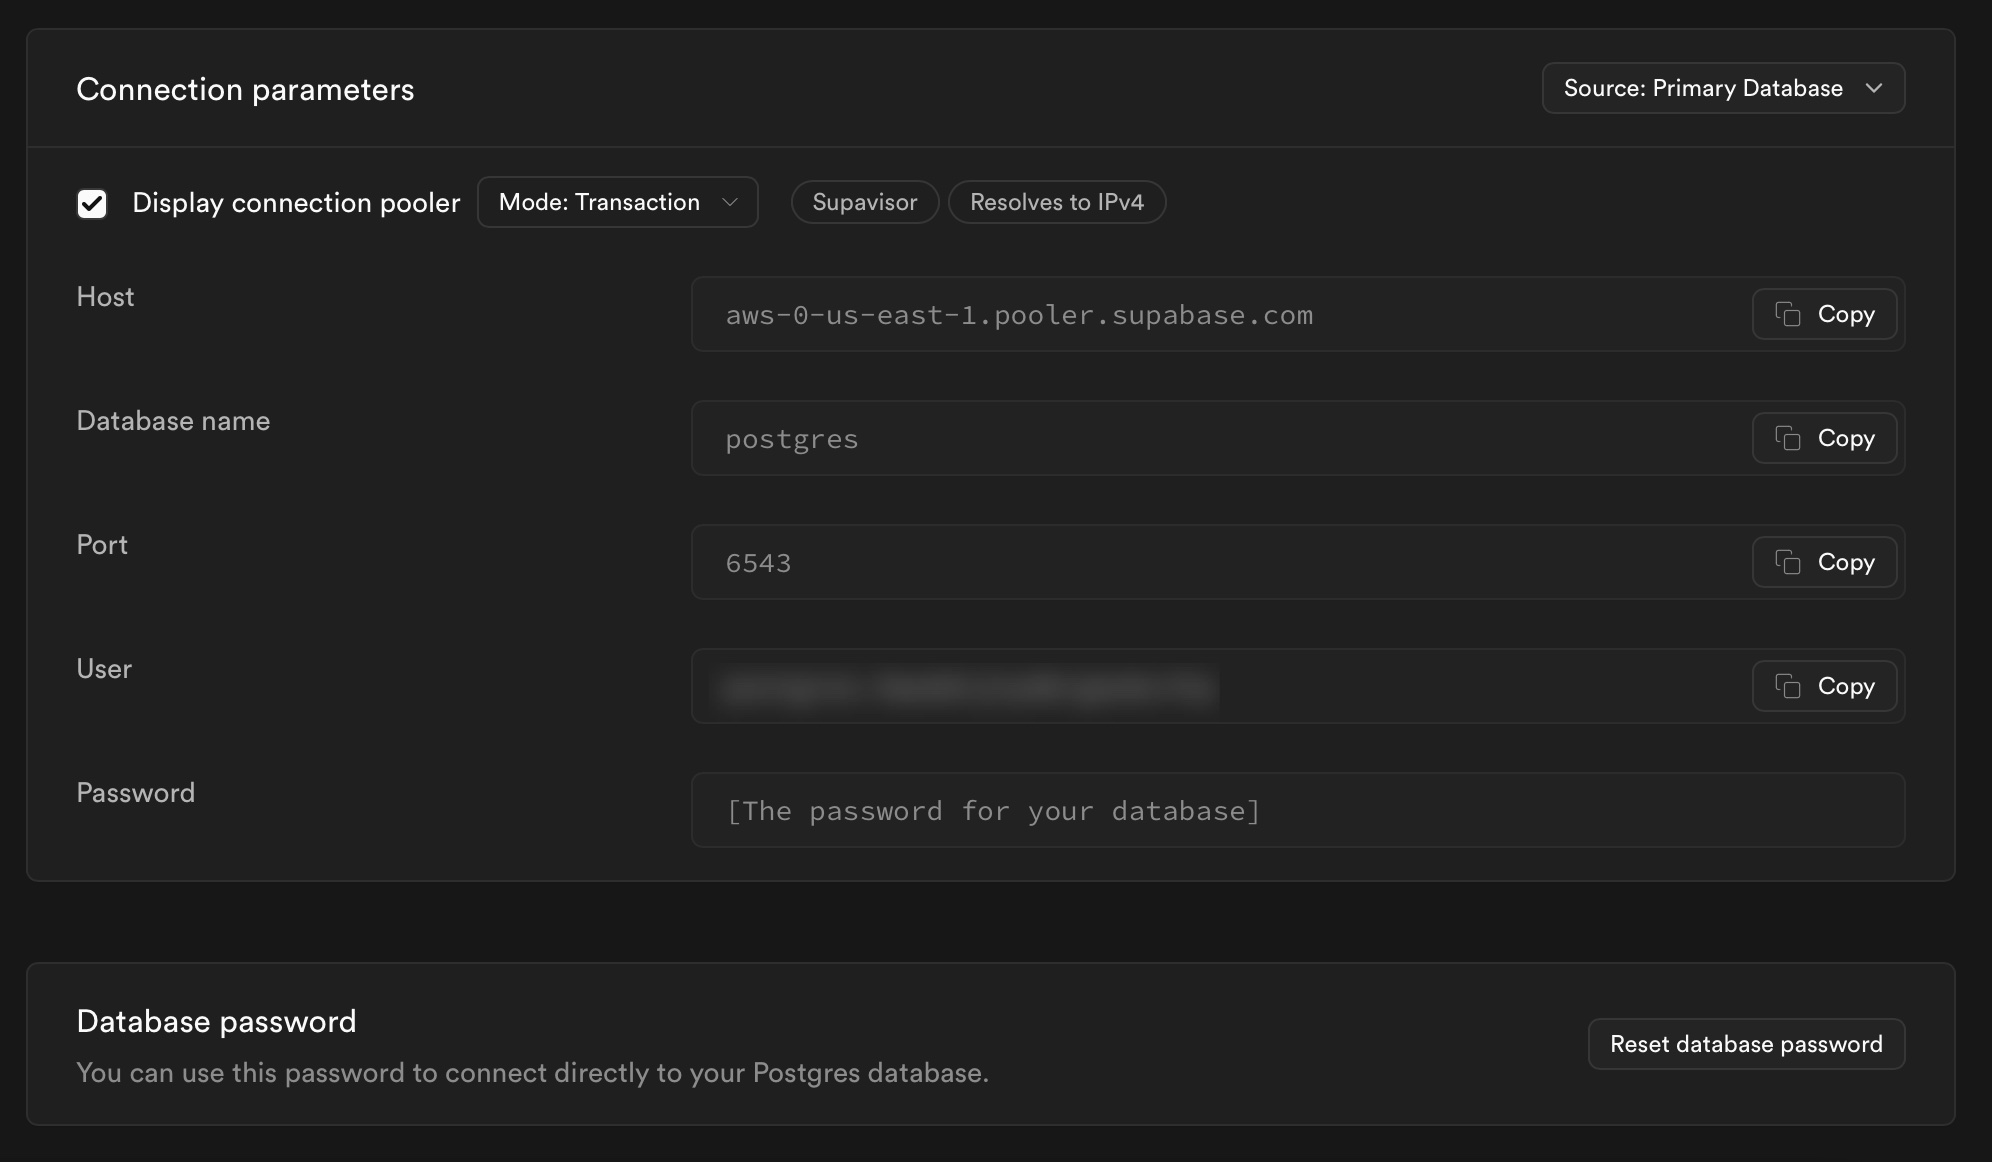 Connection parameters
Source: Primary Database
Display connection pooler
Mode: Transaction
Supavisor
Resolves to IPv4
Host
aws-0-us-east-1.pooler.supabase.com
Copy
Database name
postgres
Copy
Port
6543
Copy
User
Copy
Password
[The password for your database]
Database password
You can use this password to connect directly to your Postgres database.
Reset database password